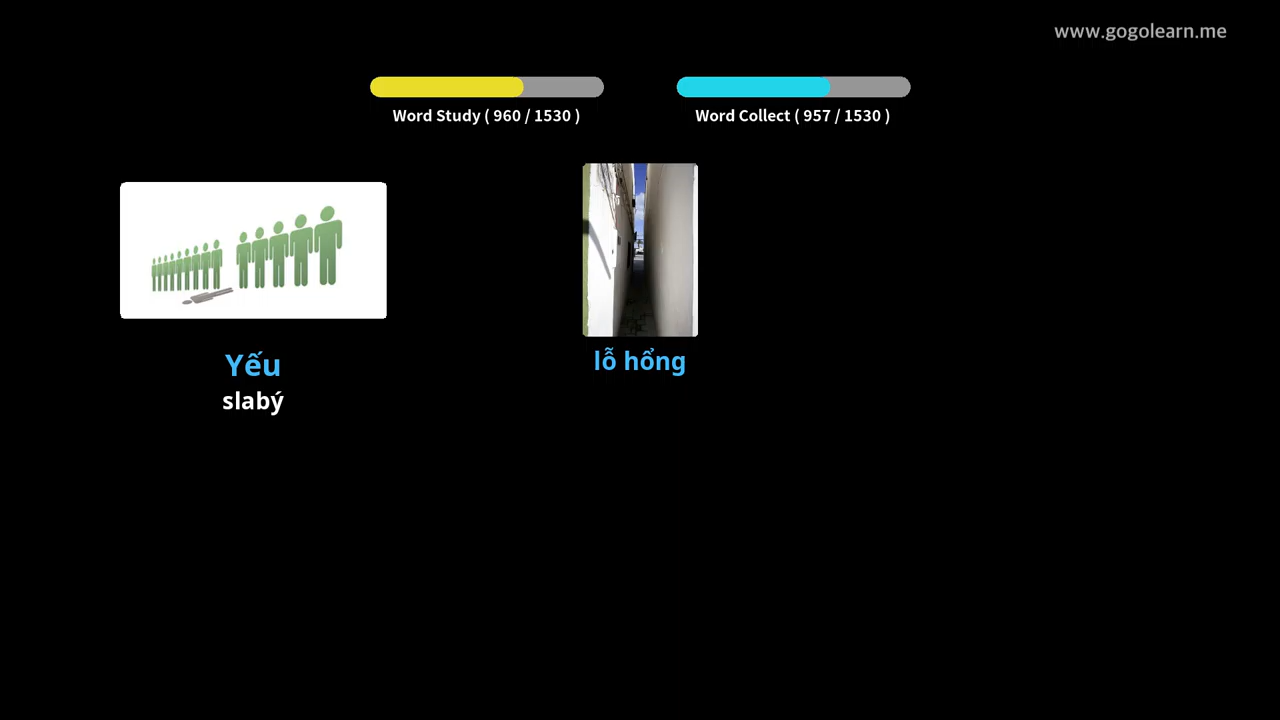 www.gogolearn.me
Word Study ( 960 / 1530 )
Word Collect ( 957 / 1530 )
Yếu
slabý
lỗ hổng